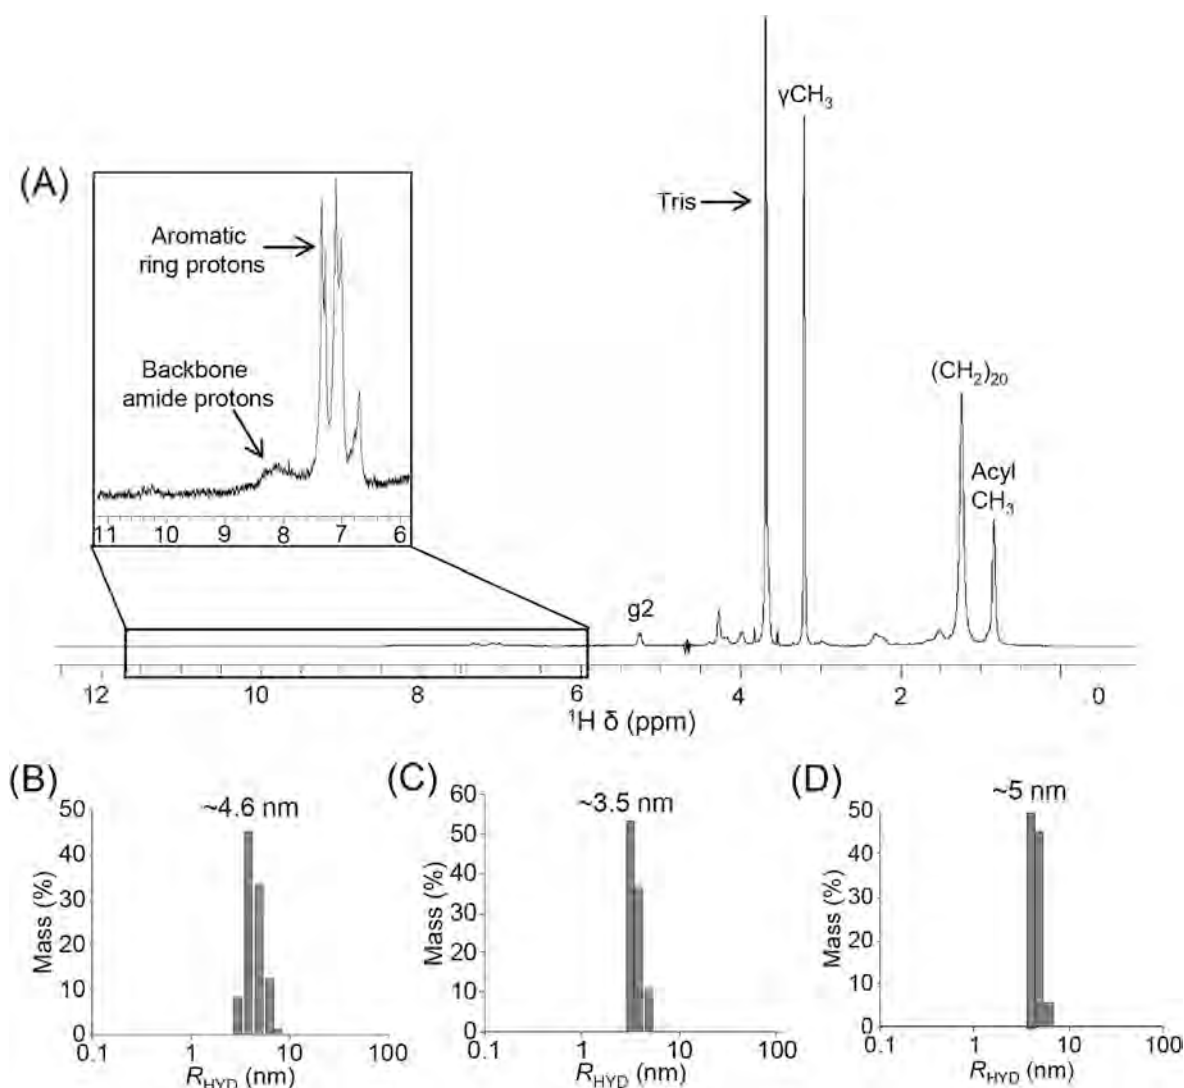 (A)
Aromatic
ring protons
Backbone
amide protons
11 10 9 8 7 6
Tris
γCH₃
(CH₂)₂₀
Acyl
CH₃
g2
12 10 8 6 4 2 0
¹H δ (ppm)
(B)
~4.6 nm
50
40
30
20
10
0
Mass (%)
0.1 1 10 100
R_HYD (nm)
(C)
~3.5 nm
60
50
40
30
20
10
0
Mass (%)
0.1 1 10 100
R_HYD (nm)
(D)
~5 nm
50
40
30
20
10
0
Mass (%)
0.1 1 10 100
R_HYD (nm)